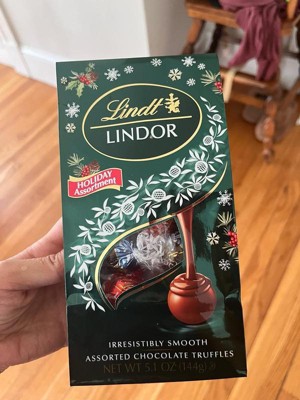 Lindt
LINDOR
HOLIDAY
Assortment
IRRESISTIBLY SMOOTH
ASSORTED CHOCOLATE TRUFFLES
NET WT 5.1 OZ (144g)